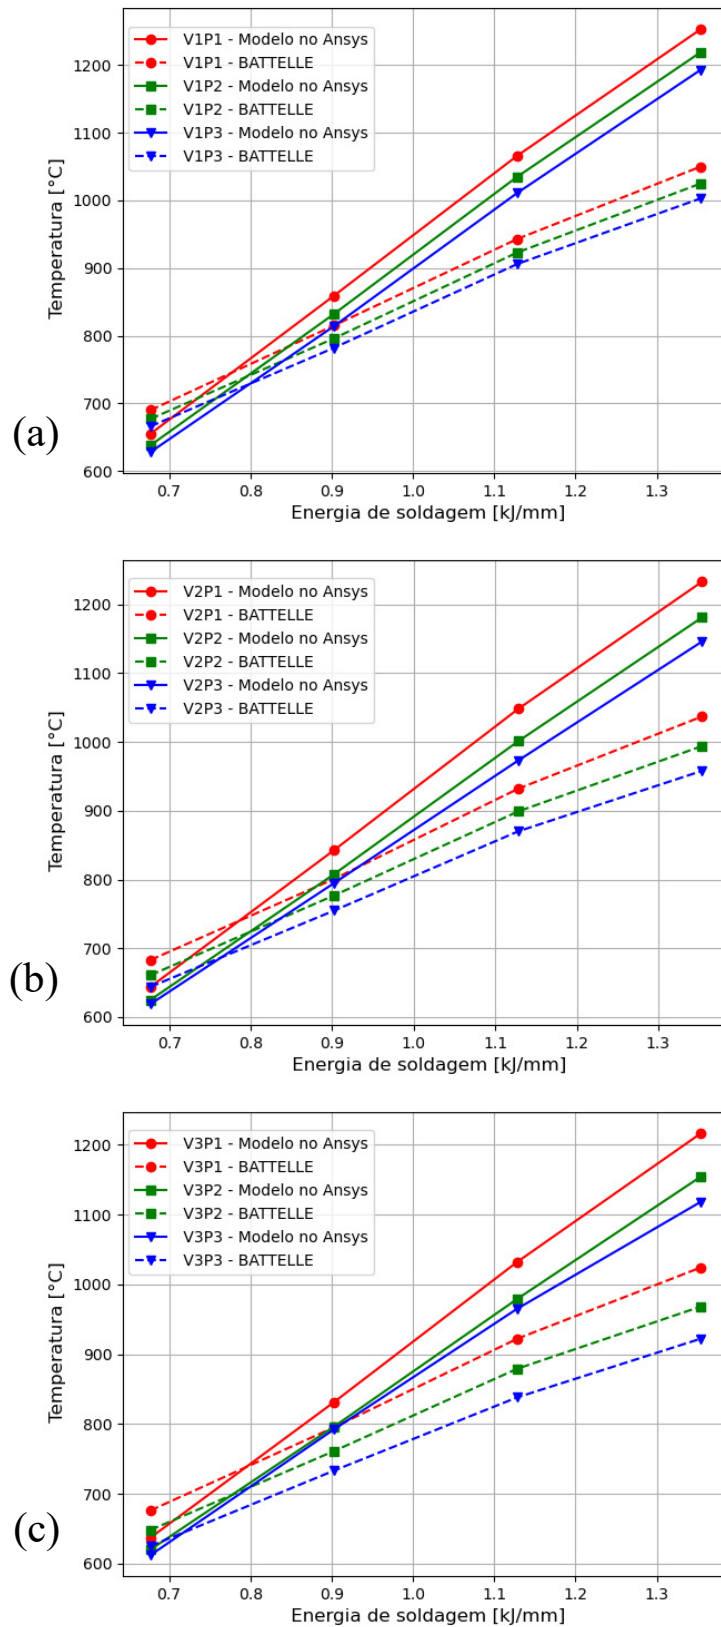 1200
1100
1000
900
800
700
600
Temperatura [°C]
V1P1 - Modelo no Ansys
V1P1 - BATTELLE
V1P2 - Modelo no Ansys
V1P2 - BATTELLE
V1P3 - Modelo no Ansys
V1P3 - BATTELLE
(a)
0.7 0.8 0.9 1.0 1.1 1.2 1.3
Energia de soldagem [kJ/mm]
1200
1100
1000
900
800
700
600
Temperatura [°C]
V2P1 - Modelo no Ansys
V2P1 - BATTELLE
V2P2 - Modelo no Ansys
V2P2 - BATTELLE
V2P3 - Modelo no Ansys
V2P3 - BATTELLE
(b)
0.7 0.8 0.9 1.0 1.1 1.2 1.3
Energia de soldagem [kJ/mm]
1200
1100
1000
900
800
700
600
Temperatura [°C]
V3P1 - Modelo no Ansys
V3P1 - BATTELLE
V3P2 - Modelo no Ansys
V3P2 - BATTELLE
V3P3 - Modelo no Ansys
V3P3 - BATTELLE
(c)
0.7 0.8 0.9 1.0 1.1 1.2 1.3
Energia de soldagem [kJ/mm]